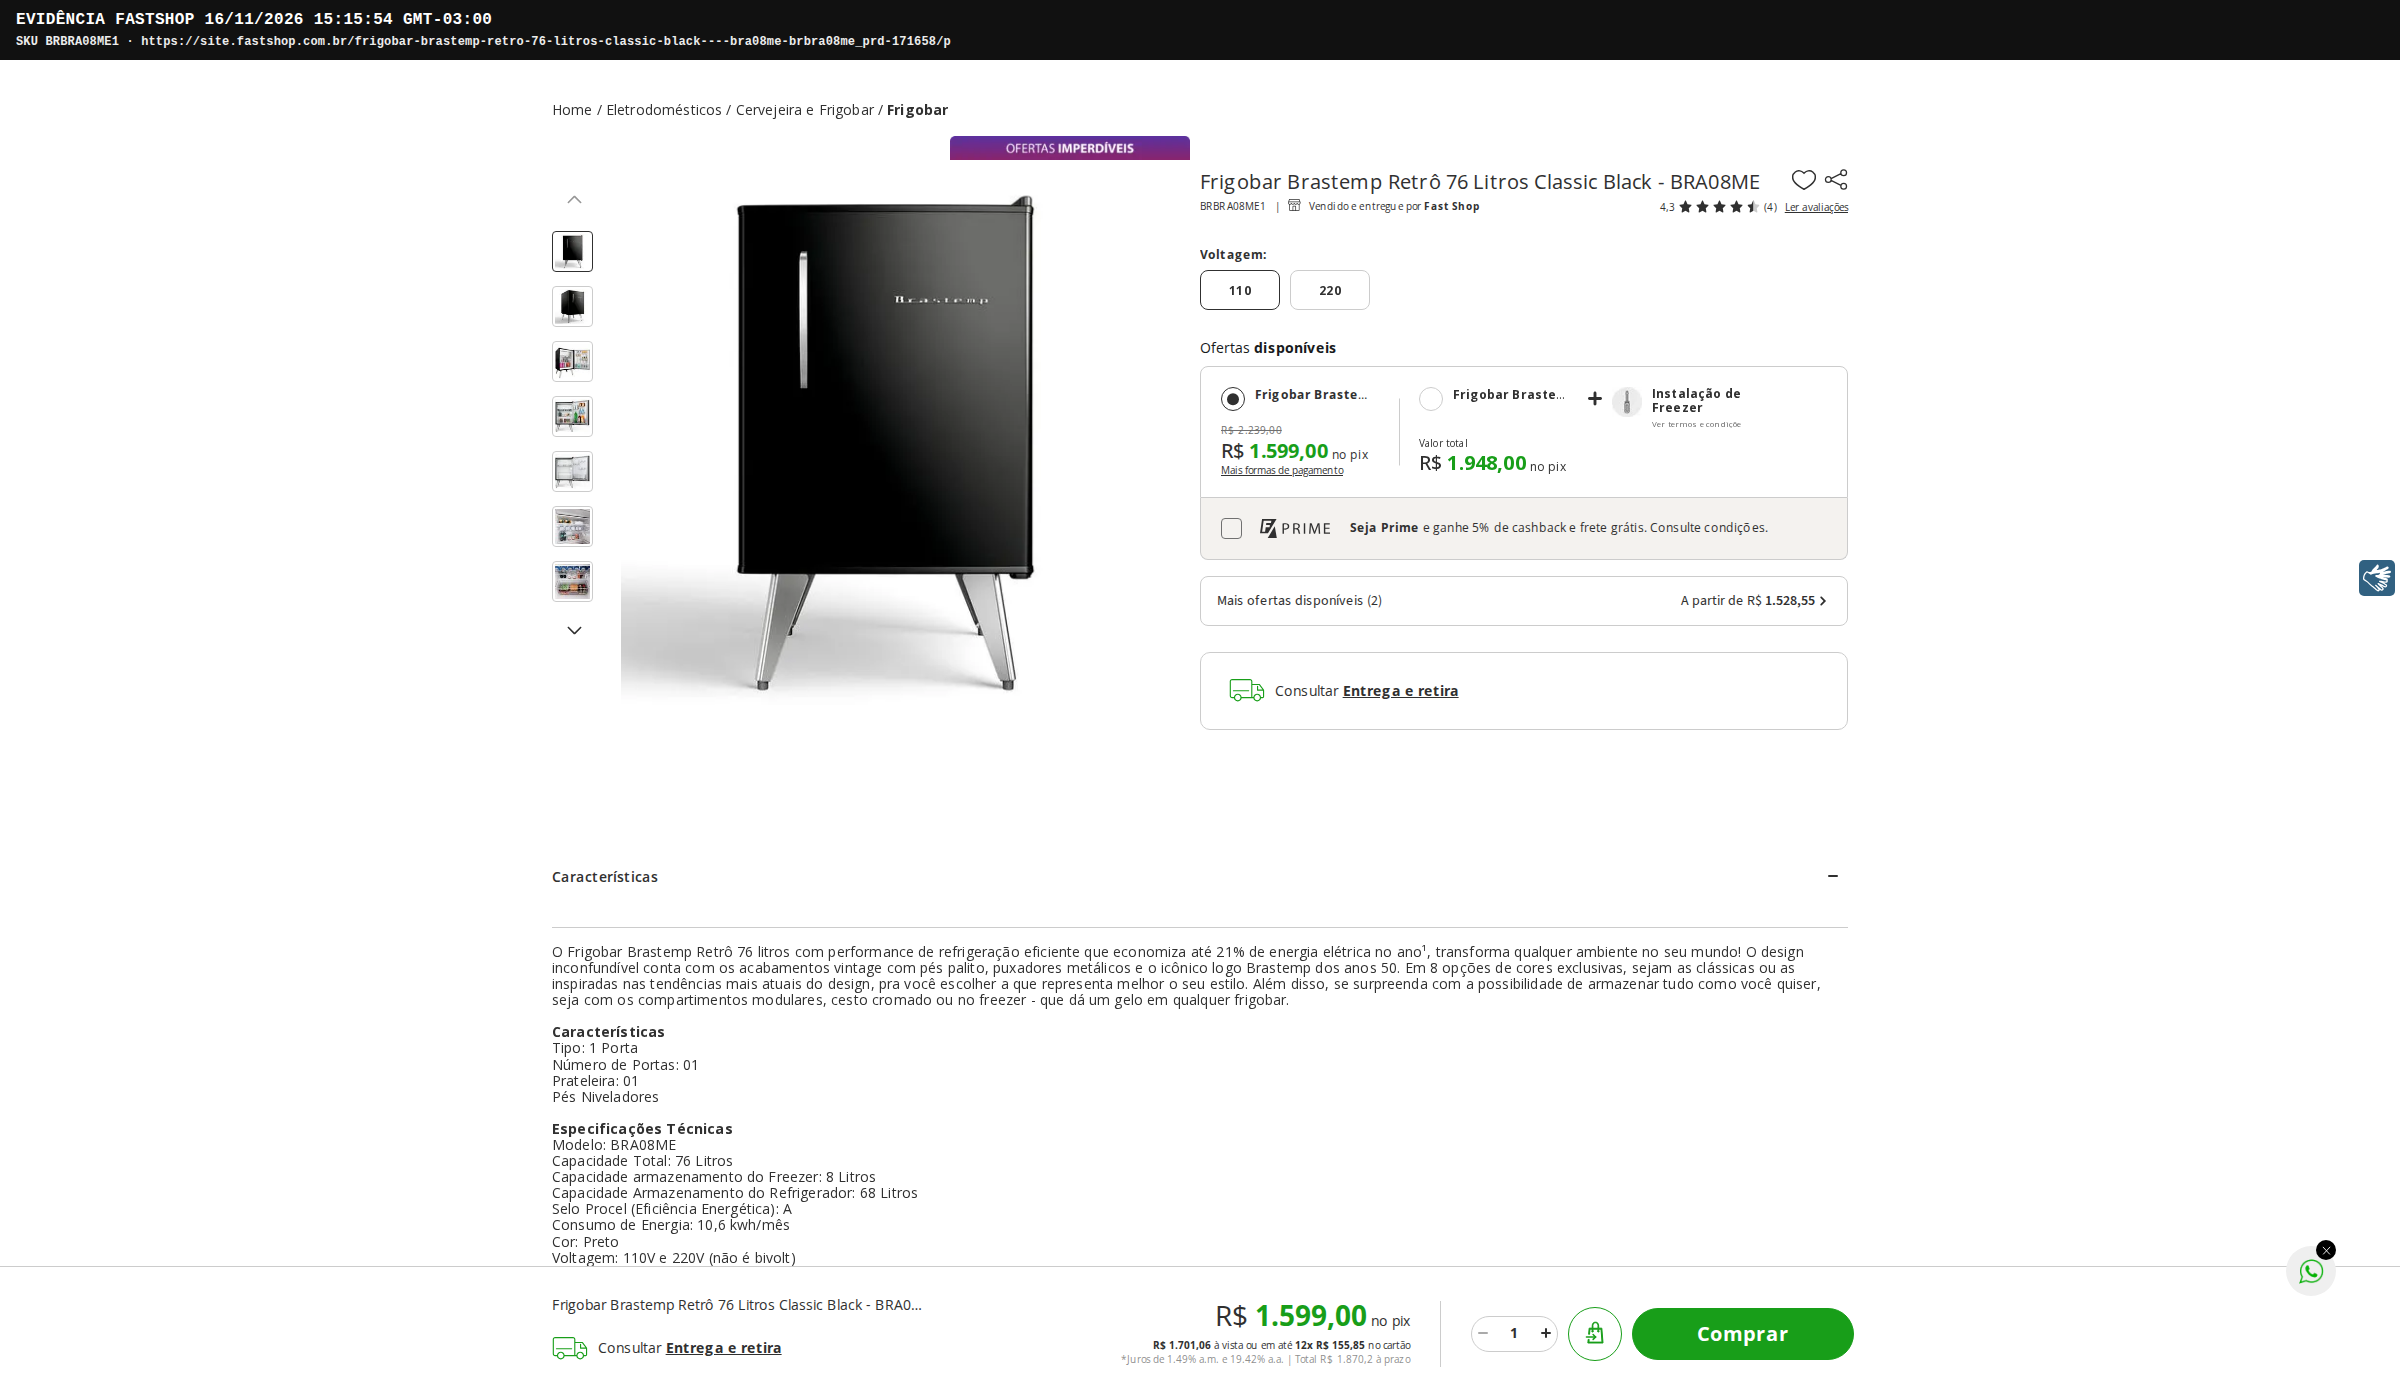 EVIDÊNCIA FASTSHOP 16/11/2026 15:15:54 GMT-03:00
SKU BRBRA08ME1 · https://site.fastshop.com.br/frigobar-brastemp-retro-76-litros-classic-black----bra08me-brbra08me_prd-171658/p
Home / Eletrodomésticos / Cervejeira e Frigobar / Frigobar
OFERTAS IMPERDÍVEIS
Brastemp
Frigobar Brastemp Retrô 76 Litros Classic Black - BRA08ME
BRBRA08ME1 | Vendido e entregue por Fast Shop
4,3 (4) Ler avaliações
Voltagem:
110 220
Ofertas disponíveis
Frigobar Braste...
R$ 2.239,00
R$ 1.599,00 no pix
Mais formas de pagamento
Frigobar Braste...
Valor total
R$ 1.948,00 no pix
+
Instalação de
Freezer
Ver termos e condiçõe
PRIME Seja Prime e ganhe 5% de cashback e frete grátis. Consulte condições.
Mais ofertas disponíveis (2) A partir de R$ 1.528,55
Consultar Entrega e retira
Características
O Frigobar Brastemp Retrô 76 litros com performance de refrigeração eficiente que economiza até 21% de energia elétrica no ano¹, transforma qualquer ambiente no seu mundo! O design
inconfundível conta com os acabamentos vintage com pés palito, puxadores metálicos e o icônico logo Brastemp dos anos 50. Em 8 opções de cores exclusivas, sejam as clássicas ou as
inspiradas nas tendências mais atuais do design, pra você escolher a que representa melhor o seu estilo. Além disso, se surpreenda com a possibilidade de armazenar tudo como você quiser,
seja com os compartimentos modulares, cesto cromado ou no freezer - que dá um gelo em qualquer frigobar.
Características
Tipo: 1 Porta
Número de Portas: 01
Prateleira: 01
Pés Niveladores
Especificações Técnicas
Modelo: BRA08ME
Capacidade Total: 76 Litros
Capacidade armazenamento do Freezer: 8 Litros
Capacidade Armazenamento do Refrigerador: 68 Litros
Selo Procel (Eficiência Energética): A
Consumo de Energia: 10,6 kwh/mês
Cor: Preto
Voltagem: 110V e 220V (não é bivolt)
Frigobar Brastemp Retrô 76 Litros Classic Black - BRA0...
Consultar Entrega e retira
R$ 1.599,00 no pix
R$ 1.701,06 à vista ou em até 12x R$ 155,85 no cartão
*Juros de 1.49% a.m. e 19.42% a.a. | Total R$ 1.870,2 à prazo
− 1 +
Comprar